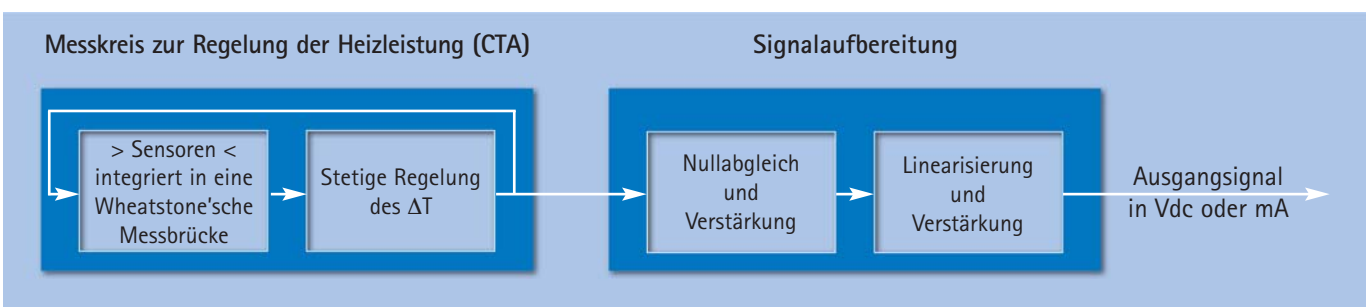 Messkreis zur Regelung der Heizleistung (CTA)
Signalaufbereitung
> Sensoren <
integriert in eine
Wheatstone'sche
Messbrücke
Stetige Regelung
des ΔT
Nullabgleich
und
Verstärkung
Linearisierung
und
Verstärkung
Ausgangsignal
in Vdc oder mA